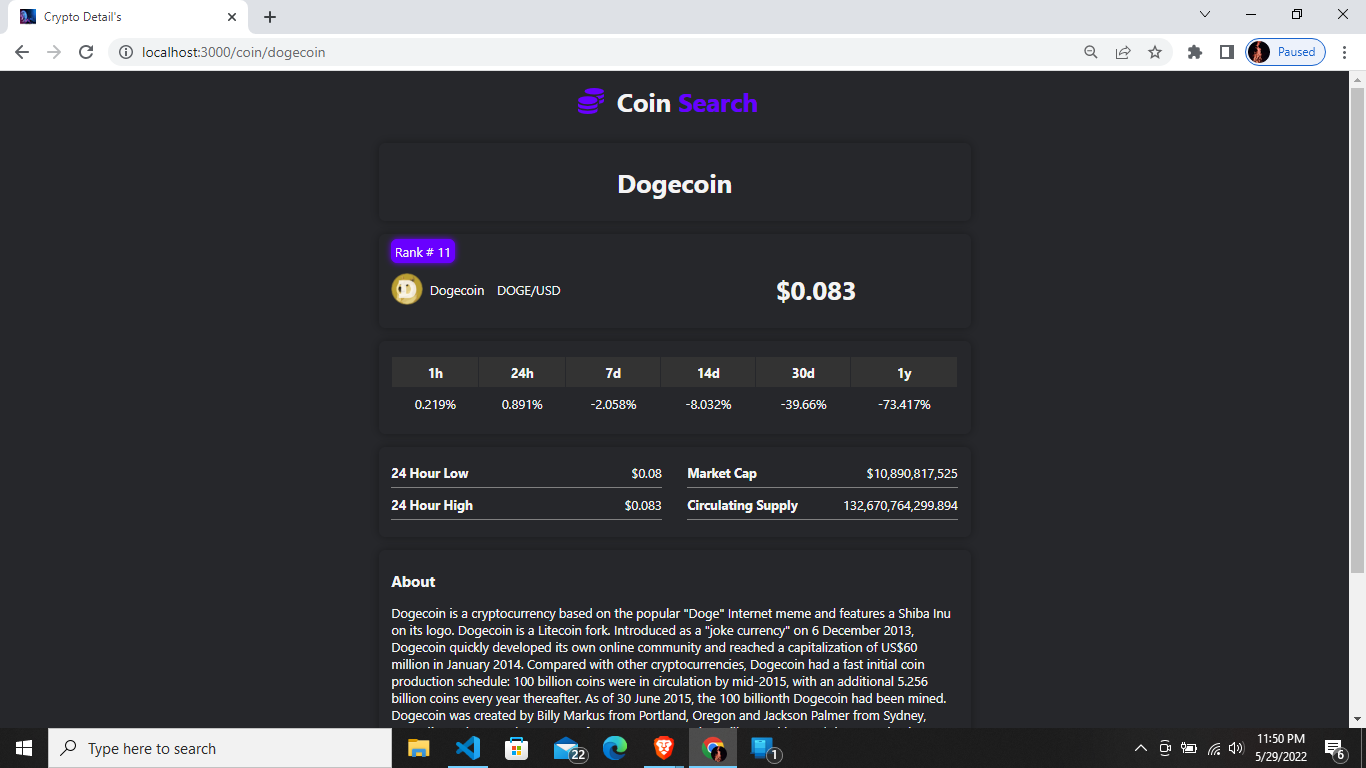 Crypto Detail's
localhost:3000/coin/dogecoin
Paused
Coin Search
Dogecoin
Rank # 11
Dogecoin DOGE/USD $0.083
1h 24h 7d 14d 30d 1y
0.219% 0.891% -2.058% -8.032% -39.66% -73.417%
24 Hour Low $0.08 Market Cap $10,890,817,525
24 Hour High $0.083 Circulating Supply 132,670,764,299.894
About
Dogecoin is a cryptocurrency based on the popular "Doge" Internet meme and features a Shiba Inu
on its logo. Dogecoin is a Litecoin fork. Introduced as a "joke currency" on 6 December 2013,
Dogecoin quickly developed its own online community and reached a capitalization of US$60
million in January 2014. Compared with other cryptocurrencies, Dogecoin had a fast initial coin
production schedule: 100 billion coins were in circulation by mid-2015, with an additional 5.256
billion coins every year thereafter. As of 30 June 2015, the 100 billionth Dogecoin had been mined.
Dogecoin was created by Billy Markus from Portland, Oregon and Jackson Palmer from Sydney,
Type here to search
22
1
11:50 PM
5/29/2022
6